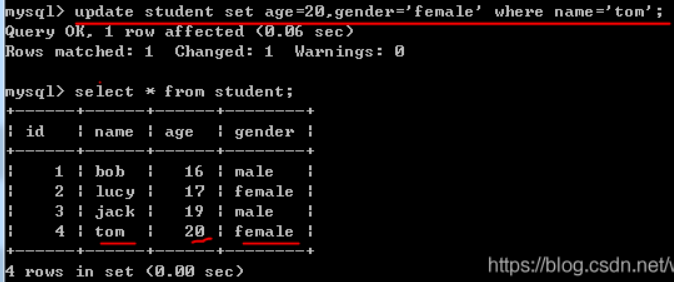 mysql> update student set age=20,gender='female' where name='tom';
Query OK, 1 row affected (0.06 sec)
Rows matched: 1  Changed: 1  Warnings: 0
mysql> select * from student;
+------+------+------+--------+
| id   | name | age  | gender |
+------+------+------+--------+
|    1 | bob  |   16 | male   |
|    2 | lucy |   17 | female |
|    3 | jack |   19 | male   |
|    4 | tom  |   20 | female |
+------+------+------+--------+
4 rows in set (0.00 sec)
https://blog.csdn.net/